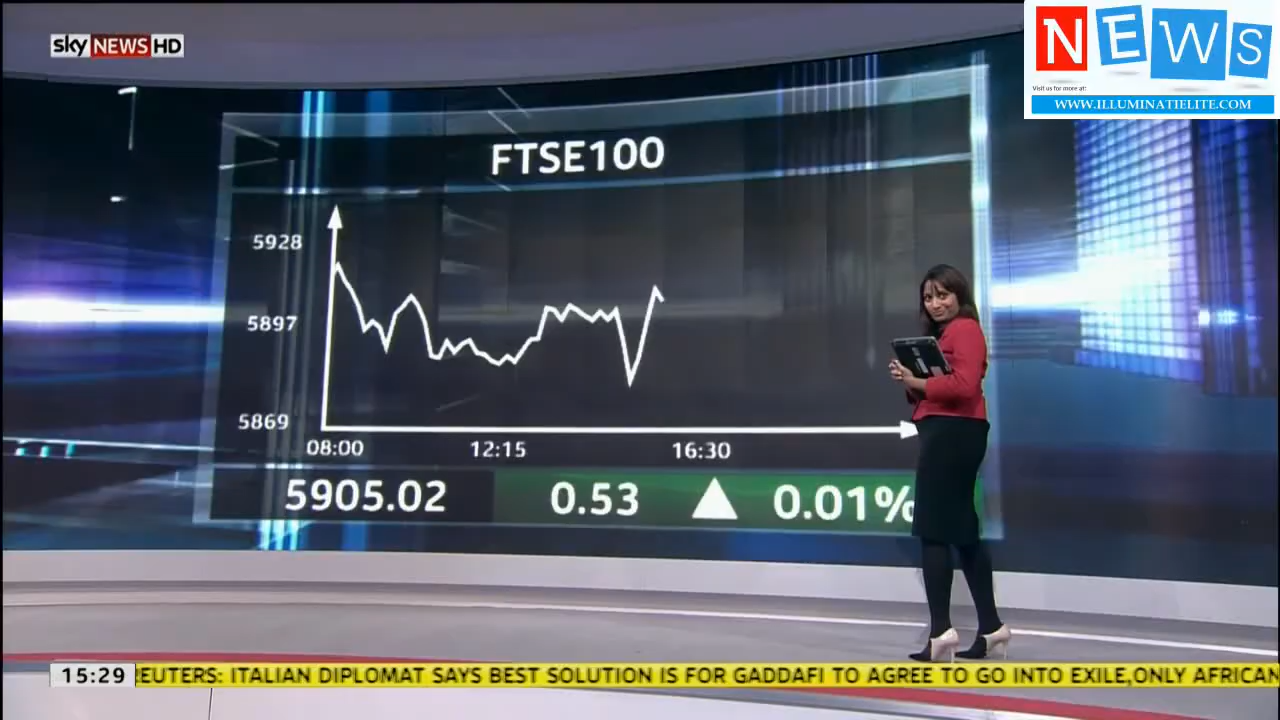 sky NEWS HD
NEWS
Visit us for more at:
WWW.ILLUMINATIELITE.COM
FTSE100
5928
5897
5869
08:00 12:15 16:30
5905.02 0.53 0.01%
15:29 REUTERS: ITALIAN DIPLOMAT SAYS BEST SOLUTION IS FOR GADDAFI TO AGREE TO GO INTO EXILE,ONLY AFRICAN